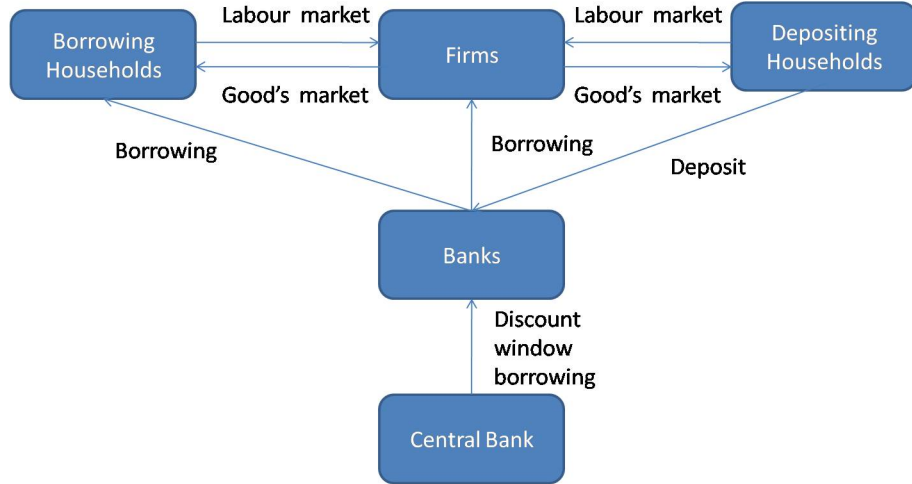 Labour market
Labour market
Borrowing
Households
Firms
Depositing
Households
Good's market
Good's market
Borrowing
Borrowing
Deposit
Banks
Discount
window
borrowing
Central Bank